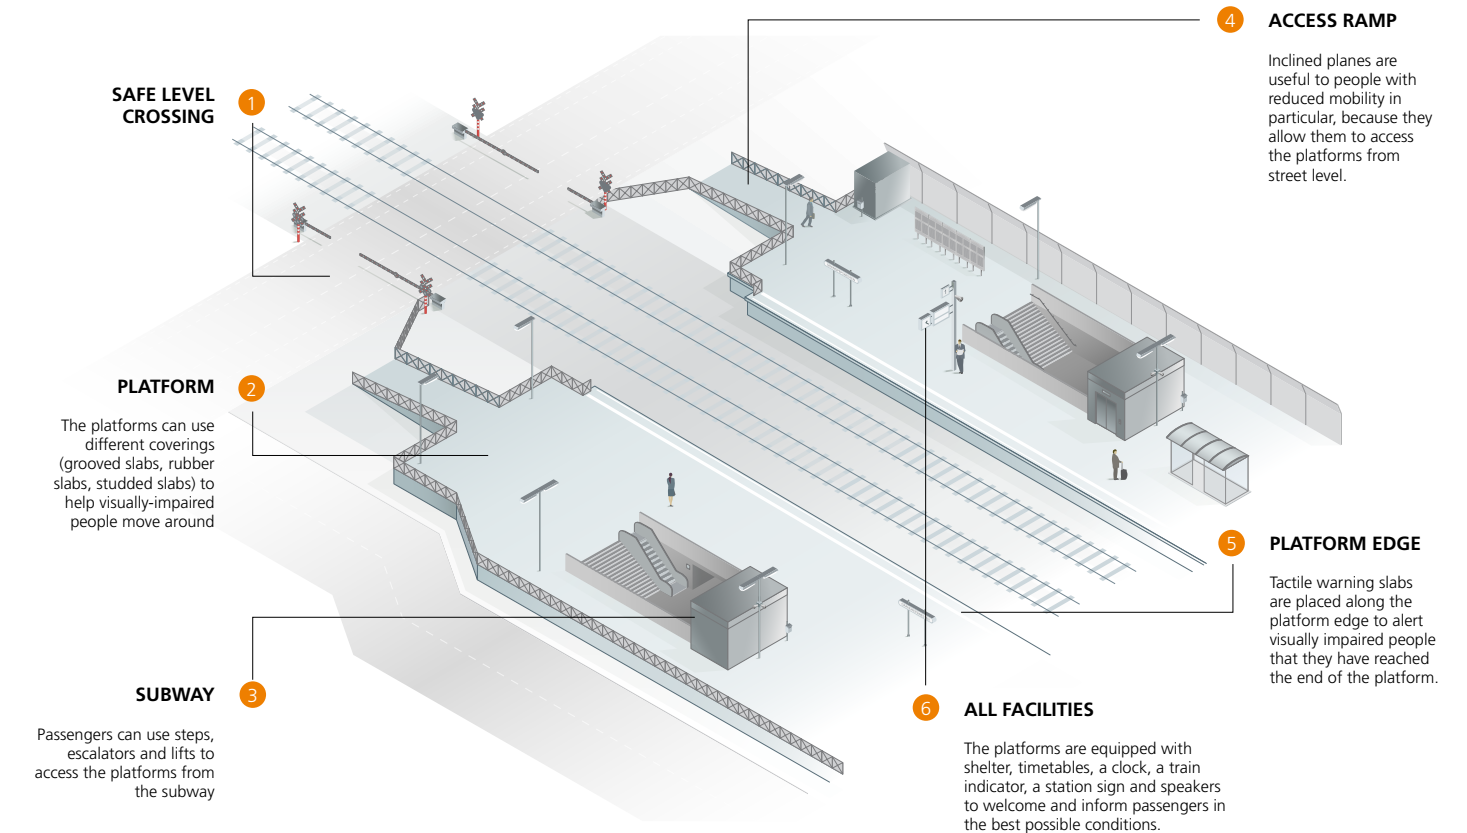 1
SAFE LEVEL
CROSSING
2
PLATFORM
The platforms can use
different coverings
(grooved slabs, rubber
slabs, studded slabs) to
help visually-impaired
people move around
3
SUBWAY
Passengers can use steps,
escalators and lifts to
access the platforms from
the subway
4
ACCESS RAMP
Inclined planes are
useful to people with
reduced mobility in
particular, because they
allow them to access
the platforms from
street level.
5
PLATFORM EDGE
Tactile warning slabs
are placed along the
platform edge to alert
visually impaired people
that they have reached
the end of the platform.
6
ALL FACILITIES
The platforms are equipped with
shelter, timetables, a clock, a train
indicator, a station sign and speakers
to welcome and inform passengers in
the best possible conditions.